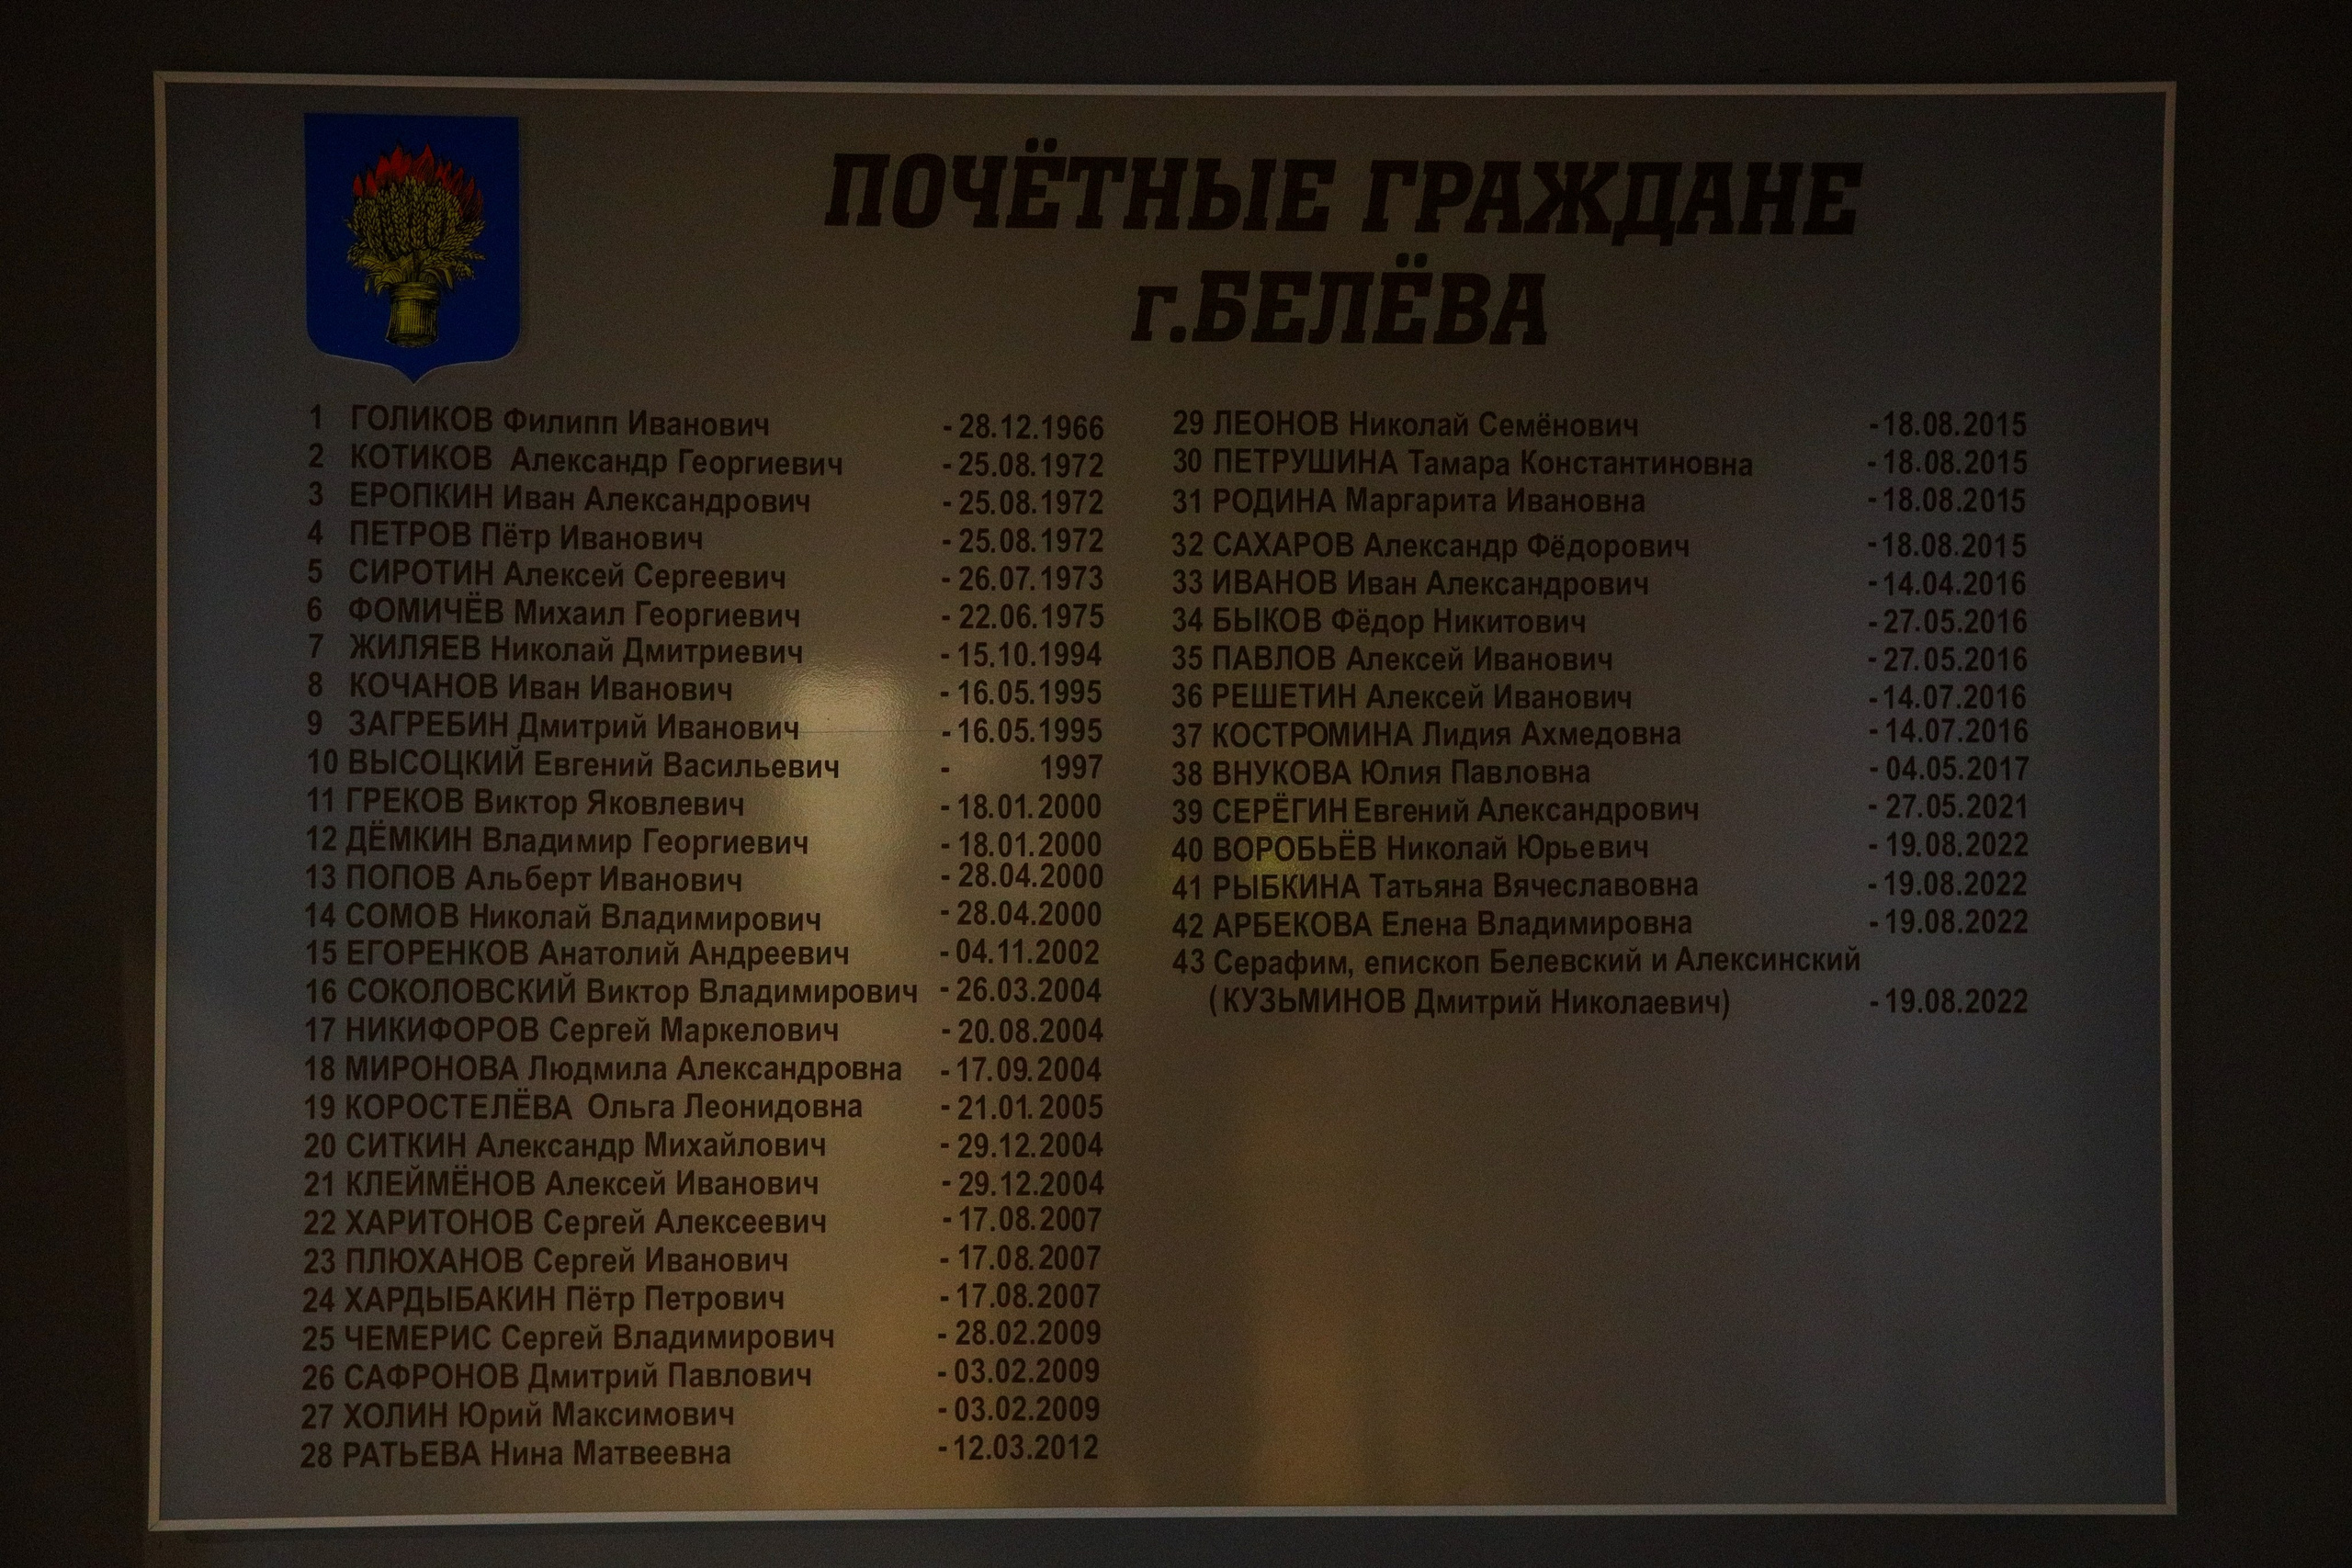 ПОЧЁТНЫЕ ГРАЖДАНЕ
г.БЕЛЁВА
1 ГОЛИКОВ Филипп Иванович - 28.12.1966
2 КОТИКОВ Александр Георгиевич - 25.08.1972
3 ЕРОПКИН Иван Александрович - 25.08.1972
4 ПЕТРОВ Пётр Иванович - 25.08.1972
5 СИРОТИН Алексей Сергеевич - 26.07.1973
6 ФОМИЧЁВ Михаил Георгиевич - 22.06.1975
7 ЖИЛЯЕВ Николай Дмитриевич - 15.10.1994
8 КОЧАНОВ Иван Иванович - 16.05.1995
9 ЗАГРЕБИН Дмитрий Иванович - 16.05.1995
10 ВЫСОЦКИЙ Евгений Васильевич - 1997
11 ГРЕКОВ Виктор Яковлевич - 18.01.2000
12 ДЁМКИН Владимир Георгиевич - 18.01.2000
13 ПОПОВ Альберт Иванович - 28.04.2000
14 СОМОВ Николай Владимирович - 28.04.2000
15 ЕГОРЕНКОВ Анатолий Андреевич - 04.11.2002
16 СОКОЛОВСКИЙ Виктор Владимирович - 26.03.2004
17 НИКИФОРОВ Сергей Маркелович - 20.08.2004
18 МИРОНОВА Людмила Александровна - 17.09.2004
19 КОРОСТЕЛЁВА Ольга Леонидовна - 21.01.2005
20 СИТКИН Александр Михайлович - 29.12.2004
21 КЛЕЙМЁНОВ Алексей Иванович - 29.12.2004
22 ХАРИТОНОВ Сергей Алексеевич - 17.08.2007
23 ПЛЮХАНОВ Сергей Иванович - 17.08.2007
24 ХАРДЫБАКИН Пётр Петрович - 17.08.2007
25 ЧЕМЕРИС Сергей Владимирович - 28.02.2009
26 САФРОНОВ Дмитрий Павлович - 03.02.2009
27 ХОЛИН Юрий Максимович - 03.02.2009
28 РАТЬЕВА Нина Матвеевна - 12.03.2012
29 ЛЕОНОВ Николай Семёнович - 18.08.2015
30 ПЕТРУШИНА Тамара Константиновна - 18.08.2015
31 РОДИНА Маргарита Ивановна - 18.08.2015
32 САХАРОВ Александр Фёдорович - 18.08.2015
33 ИВАНОВ Иван Александрович - 14.04.2016
34 БЫКОВ Фёдор Никитович - 27.05.2016
35 ПАВЛОВ Алексей Иванович - 27.05.2016
36 РЕШЕТИН Алексей Иванович - 14.07.2016
37 КОСТРОМИНА Лидия Ахмедовна - 14.07.2016
38 ВНУКОВА Юлия Павловна - 04.05.2017
39 СЕРЁГИН Евгений Александрович - 27.05.2021
40 ВОРОБЬЁВ Николай Юрьевич - 19.08.2022
41 РЫБКИНА Татьяна Вячеславовна - 19.08.2022
42 АРБЕКОВА Елена Владимировна - 19.08.2022
43 Серафим, епископ Белевский и Алексинский
(КУЗЬМИНОВ Дмитрий Николаевич) - 19.08.2022